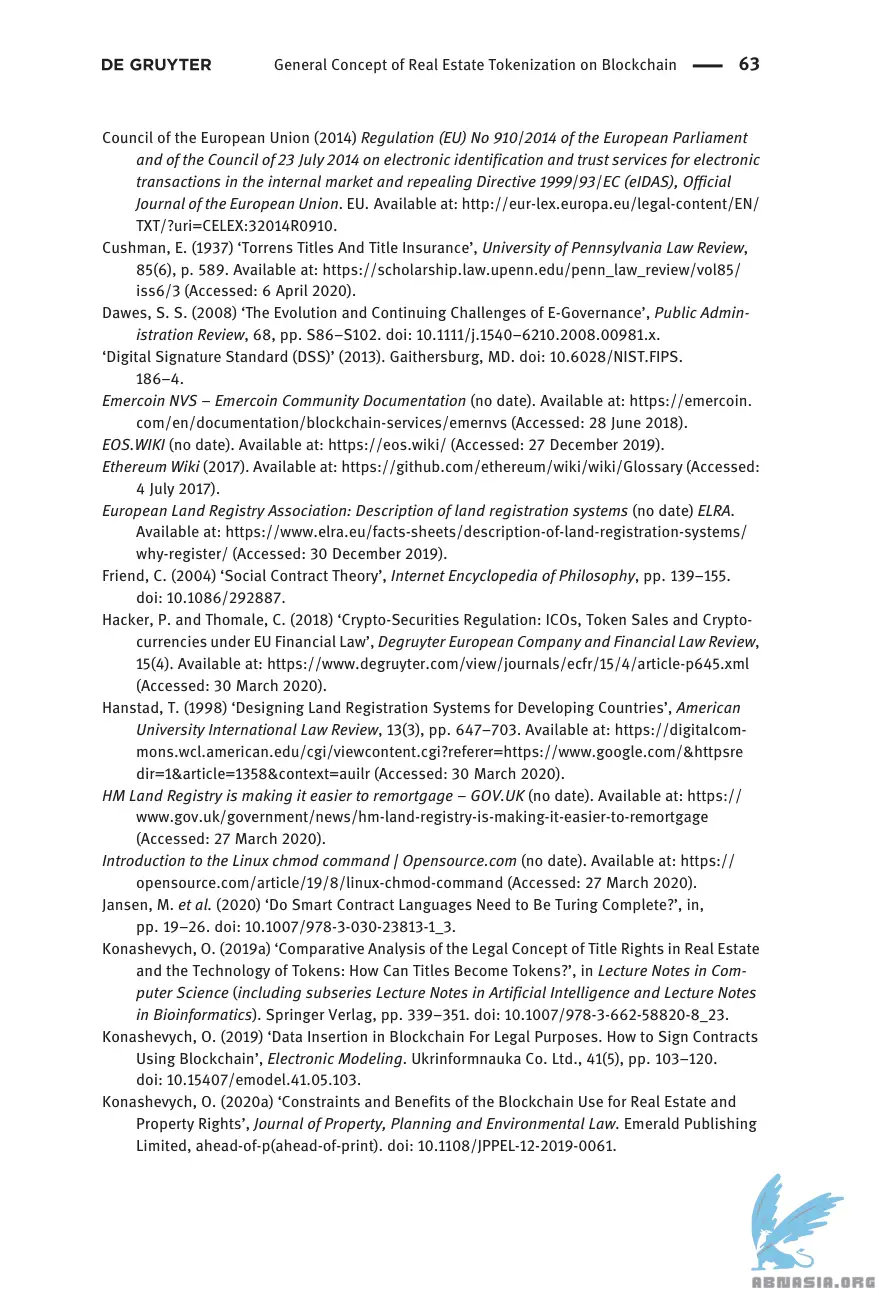 DE GRUYTER General Concept of Real Estate Tokenization on Blockchain — 63
Council of the European Union (2014) Regulation (EU) No 910/2014 of the European Parliament
and of the Council of 23 July 2014 on electronic identification and trust services for electronic
transactions in the internal market and repealing Directive 1999/93/EC (eIDAS), Official
Journal of the European Union. EU. Available at: http://eur-lex.europa.eu/legal-content/EN/
TXT/?uri=CELEX:32014R0910.
Cushman, E. (1937) ‘Torrens Titles And Title Insurance’, University of Pennsylvania Law Review,
85(6), p. 589. Available at: https://scholarship.law.upenn.edu/penn_law_review/vol85/
iss6/3 (Accessed: 6 April 2020).
Dawes, S. S. (2008) ‘The Evolution and Continuing Challenges of E-Governance’, Public Admin-
istration Review, 68, pp. S86–S102. doi: 10.1111/j.1540–6210.2008.00981.x.
‘Digital Signature Standard (DSS)’ (2013). Gaithersburg, MD. doi: 10.6028/NIST.FIPS.
186–4.
Emercoin NVS – Emercoin Community Documentation (no date). Available at: https://emercoin.
com/en/documentation/blockchain-services/emernvs (Accessed: 28 June 2018).
EOS.WIKI (no date). Available at: https://eos.wiki/ (Accessed: 27 December 2019).
Ethereum Wiki (2017). Available at: https://github.com/ethereum/wiki/wiki/Glossary (Accessed:
4 July 2017).
European Land Registry Association: Description of land registration systems (no date) ELRA.
Available at: https://www.elra.eu/facts-sheets/description-of-land-registration-systems/
why-register/ (Accessed: 30 December 2019).
Friend, C. (2004) ‘Social Contract Theory’, Internet Encyclopedia of Philosophy, pp. 139–155.
doi: 10.1086/292887.
Hacker, P. and Thomale, C. (2018) ‘Crypto-Securities Regulation: ICOs, Token Sales and Crypto-
currencies under EU Financial Law’, Degruyter European Company and Financial Law Review,
15(4). Available at: https://www.degruyter.com/view/journals/ecfr/15/4/article-p645.xml
(Accessed: 30 March 2020).
Hanstad, T. (1998) ‘Designing Land Registration Systems for Developing Countries’, American
University International Law Review, 13(3), pp. 647–703. Available at: https://digitalcom-
mons.wcl.american.edu/cgi/viewcontent.cgi?referer=https://www.google.com/&httpsre
dir=1&article=1358&context=auilr (Accessed: 30 March 2020).
HM Land Registry is making it easier to remortgage – GOV.UK (no date). Available at: https://
www.gov.uk/government/news/hm-land-registry-is-making-it-easier-to-remortgage
(Accessed: 27 March 2020).
Introduction to the Linux chmod command | Opensource.com (no date). Available at: https://
opensource.com/article/19/8/linux-chmod-command (Accessed: 27 March 2020).
Jansen, M. et al. (2020) ‘Do Smart Contract Languages Need to Be Turing Complete?’, in,
pp. 19–26. doi: 10.1007/978-3-030-23813-1_3.
Konashevych, O. (2019a) ‘Comparative Analysis of the Legal Concept of Title Rights in Real Estate
and the Technology of Tokens: How Can Titles Become Tokens?’, in Lecture Notes in Com-
puter Science (including subseries Lecture Notes in Artificial Intelligence and Lecture Notes
in Bioinformatics). Springer Verlag, pp. 339–351. doi: 10.1007/978-3-662-58820-8_23.
Konashevych, O. (2019) ‘Data Insertion in Blockchain For Legal Purposes. How to Sign Contracts
Using Blockchain’, Electronic Modeling. Ukrinformnauka Co. Ltd., 41(5), pp. 103–120.
doi: 10.15407/emodel.41.05.103.
Konashevych, O. (2020a) ‘Constraints and Benefits of the Blockchain Use for Real Estate and
Property Rights’, Journal of Property, Planning and Environmental Law. Emerald Publishing
Limited, ahead-of-p(ahead-of-print). doi: 10.1108/JPPEL-12-2019-0061.
ABNASIA.ORG